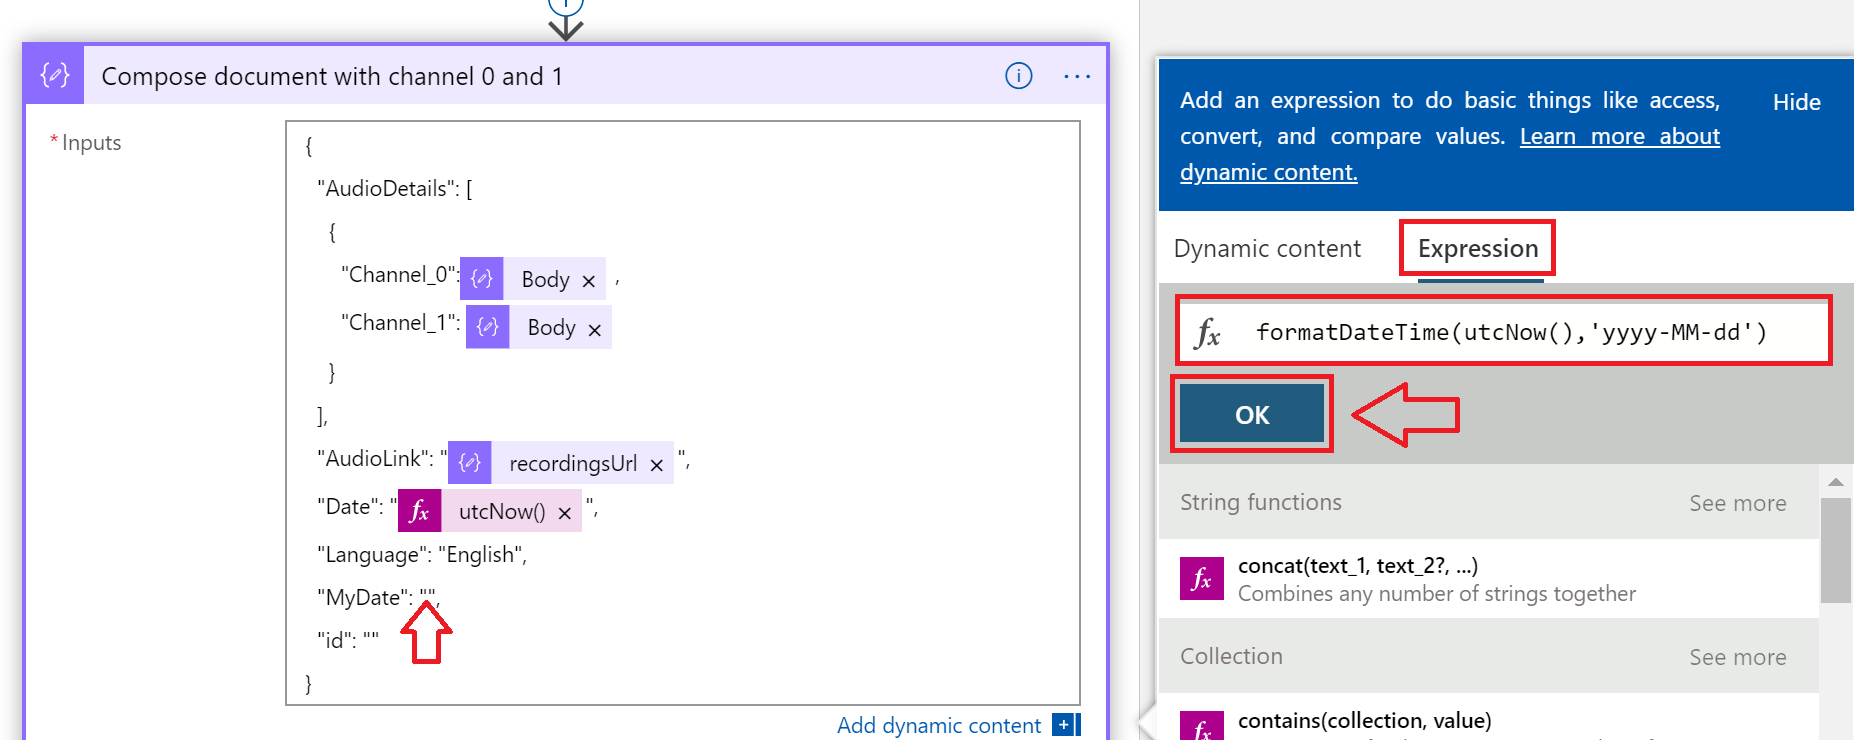 Compose document with channel 0 and 1
* Inputs
{
"AudioDetails": [
{
"Channel_0": Body × ,
"Channel_1": Body ×
}
],
"AudioLink": " recordingsUrl × ",
"Date": " fx utcNow() × ",
"Language": "English",
"MyDate": "",
"id": ""
}
Add dynamic content
Add an expression to do basic things like access,
convert, and compare values. Learn more about
dynamic content.
Hide
Dynamic content Expression
fx formatDateTime(utcNow(),'yyyy-MM-dd')
OK
String functions See more
fx concat(text_1, text_2?, ...)
Combines any number of strings together
Collection See more
fx contains(collection, value)